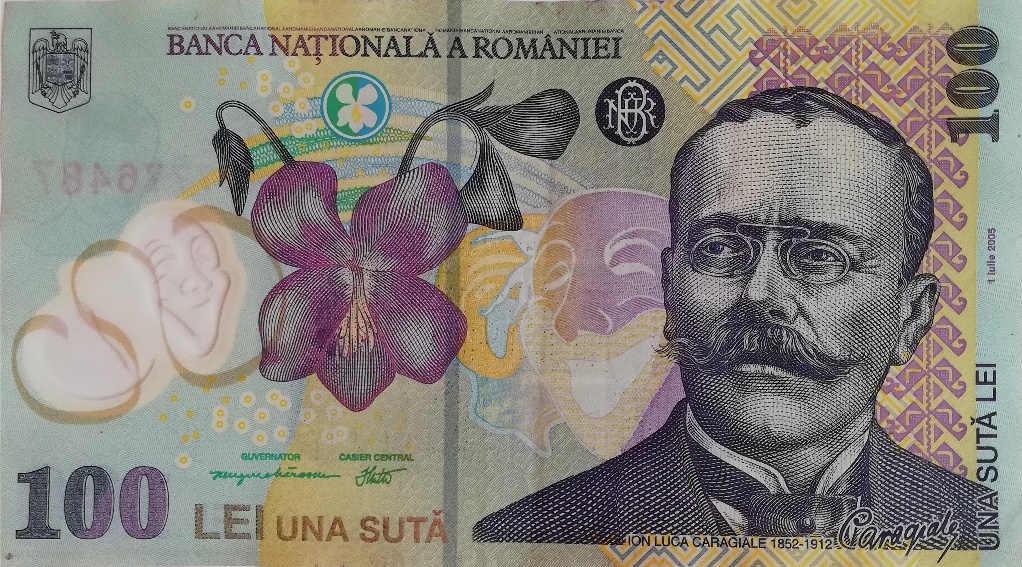 BANCA NAȚIONALĂ A ROMÂNIEI
100
1 iulie 2005
GUVERNATOR CASIER CENTRAL
100 LEI UNA SUTĂ
UNA SUTĂ LEI
ION LUCA CARAGIALE 1852-1912
Caragiale